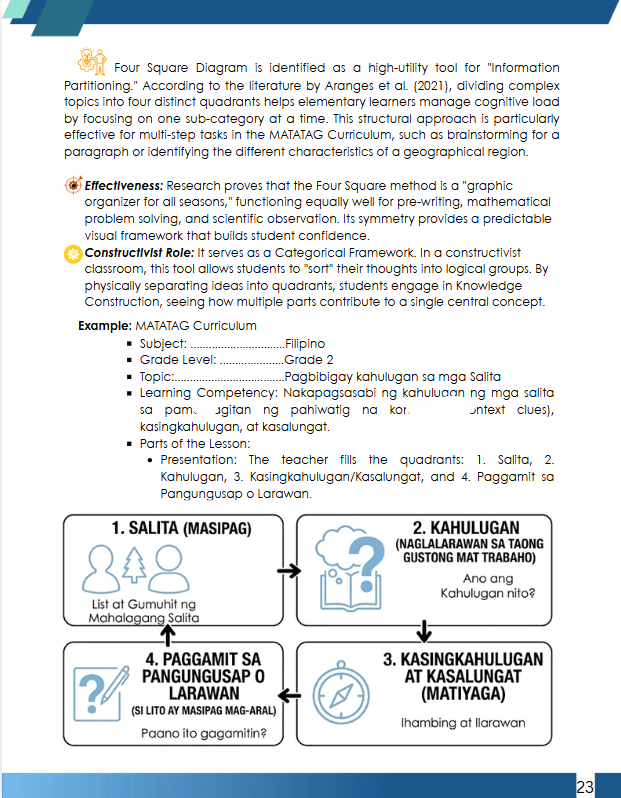 Four Square Diagram is identified as a high-utility tool for "Information
Partitioning." According to the literature by Aranges et al. (2021), dividing complex
topics into four distinct quadrants helps elementary learners manage cognitive load
by focusing on one sub-category at a time. This structural approach is particularly
effective for multi-step tasks in the MATATAG Curriculum, such as brainstorming for a
paragraph or identifying the different characteristics of a geographical region.
Effectiveness: Research proves that the Four Square method is a "graphic
organizer for all seasons," functioning equally well for pre-writing, mathematical
problem solving, and scientific observation. Its symmetry provides a predictable
visual framework that builds student confidence.
Constructivist Role: It serves as a Categorical Framework. In a constructivist
classroom, this tool allows students to "sort" their thoughts into logical groups. By
physically separating ideas into quadrants, students engage in Knowledge
Construction, seeing how multiple parts contribute to a single central concept.
Example: MATATAG Curriculum
▪ Subject: ...............................Filipino
▪ Grade Level: .....................Grade 2
▪ Topic:.....................................Pagbibigay kahulugan sa mga Salita
▪ Learning Competency: Nakapagsasabi ng kahulugan ng mga salita
sa ng pahiwatig na clues),
kasingkahulugan, at kasalungat.
▪ Parts of the Lesson:
• Presentation: The teacher fills the quadrants: 1. Salita, 2.
Kahulugan, 3. Kasingkahulugan/Kasalungat, and 4. Paggamit sa
Pangungusap o Larawan.
1. SALITA (MASIPAG)
List at Gumuhit ng
Mahalagang Salita
2. KAHULUGAN
(NAGLALARAWAN SA TAONG
GUSTONG MAT TRABAHO)
Ano ang
Kahulugan nito?
3. KASINGKAHULUGAN
AT KASALUNGAT
(MATIYAGA)
Ihambing at Ilarawan
4. PAGGAMIT SA
PANGUNGUSAP O
LARAWAN
(SI LITO AY MASIPAG MAG-ARAL)
Paano ito gagamitin?
23